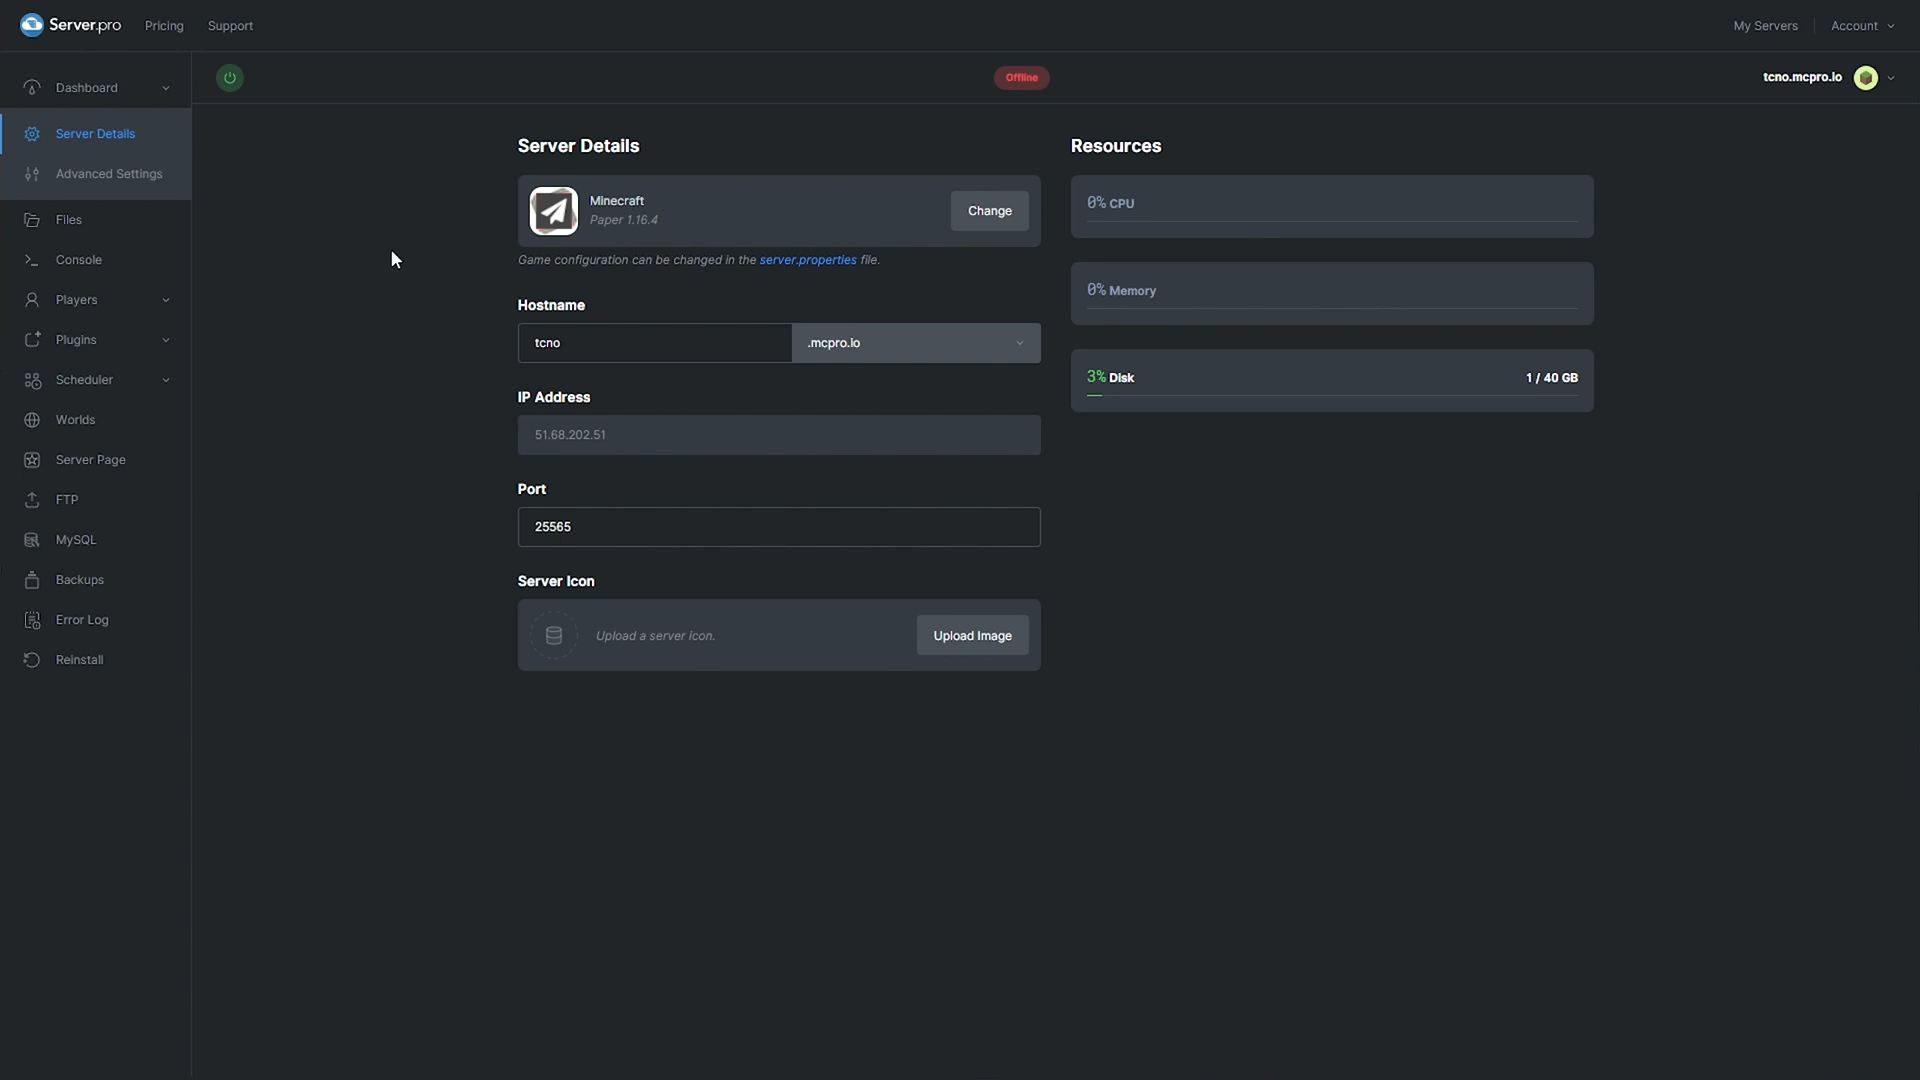 Server.pro
Pricing
Support
My Servers
Account
Dashboard
Offline
tcno.mcpro.io
Server Details
Advanced Settings
Files
Console
Players
Plugins
Scheduler
Worlds
Server Page
FTP
MySQL
Backups
Error Log
Reinstall
Server Details
Minecraft
Paper 1.16.4
Change
Game configuration can be changed in the server.properties file.
Hostname
tcno
.mcpro.io
IP Address
51.68.202.51
Port
25565
Server Icon
Upload a server icon.
Upload Image
Resources
0% CPU
0% Memory
3% Disk
1 / 40 GB